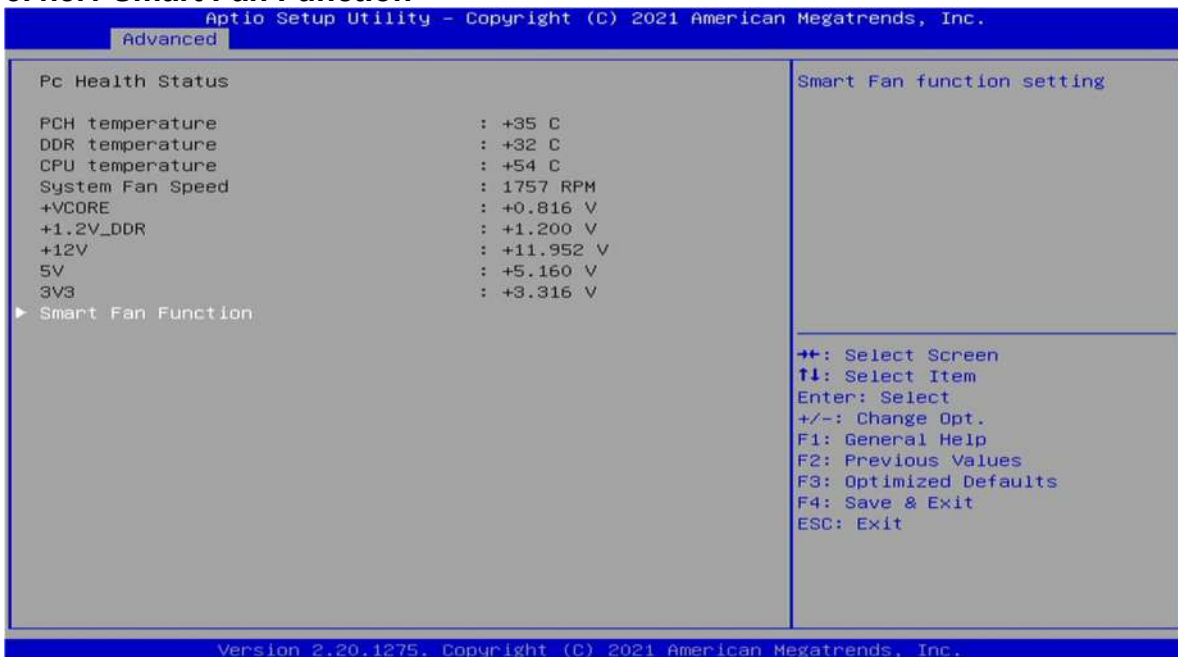 Smart Fan Function
Aptio Setup Utility – Copyright (C) 2021 American Megatrends, Inc.
Advanced
Pc Health Status
PCH temperature : +35 C
DDR temperature : +32 C
CPU temperature : +54 C
System Fan Speed : 1757 RPM
+VCORE : +0.816 V
+1.2V_DDR : +1.200 V
+12V : +11.952 V
5V : +5.160 V
3V3 : +3.316 V
▶ Smart Fan Function
Smart Fan function setting
→←: Select Screen
↑↓: Select Item
Enter: Select
+/-: Change Opt.
F1: General Help
F2: Previous Values
F3: Optimized Defaults
F4: Save & Exit
ESC: Exit
Version 2.20.1275. Copyright (C) 2021 American Megatrends, Inc.